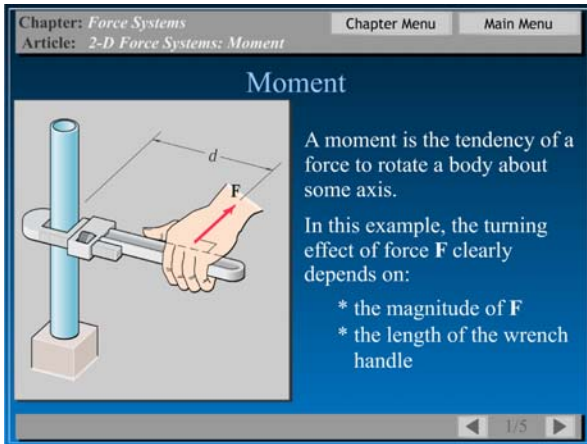 Chapter: Force Systems
Chapter Menu
Main Menu
Article: 2-D Force Systems: Moment
Moment
d
F
A moment is the tendency of a
force to rotate a body about
some axis.
In this example, the turning
effect of force F clearly
depends on:
* the magnitude of F
* the length of the wrench
handle
1/5